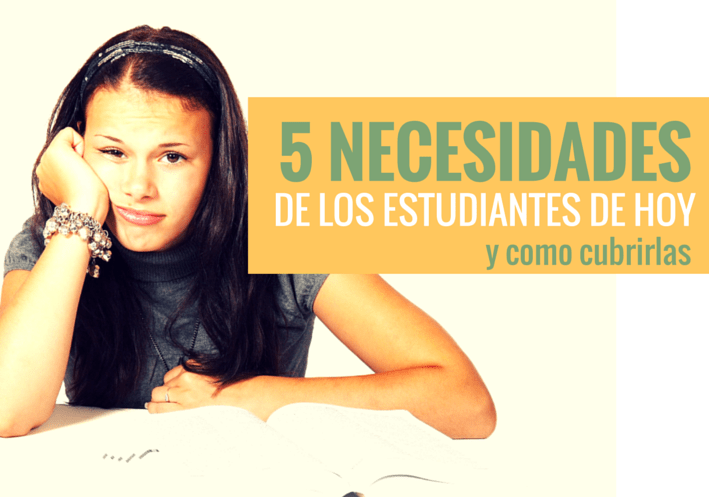 5 NECESIDADES
DE LOS ESTUDIANTES DE HOY
y como cubrirlas